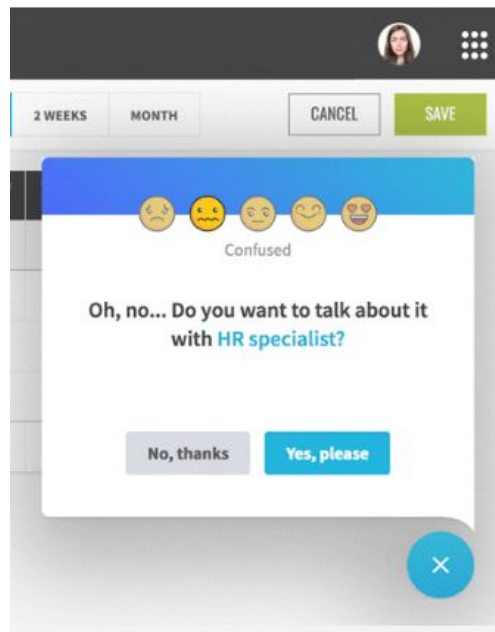 2 WEEKS MONTH CANCEL SAVE
Confused
Oh, no... Do you want to talk about it
with HR specialist?
No, thanks Yes, please